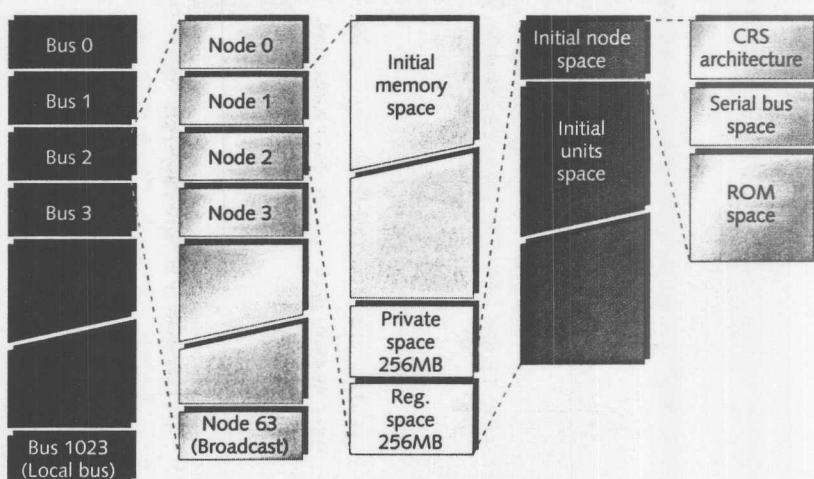 Bus 0
Bus 1
Bus 2
Bus 3
Bus 1023
(Local bus)
Node 0
Node 1
Node 2
Node 3
Node 63
(Broadcast)
Initial
memory
space
Private
space
256MB
Reg.
space
256MB
Initial node
space
Initial
units
space
CRS
architecture
Serial bus
space
ROM
space